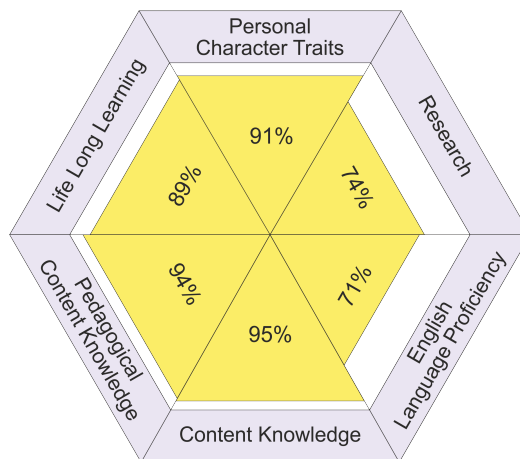 Personal
Character Traits
Life Long Learning
Research
91%
89%
74%
94%
71%
95%
Pedagogical
Content Knowledge
English
Language Proficiency
Content Knowledge